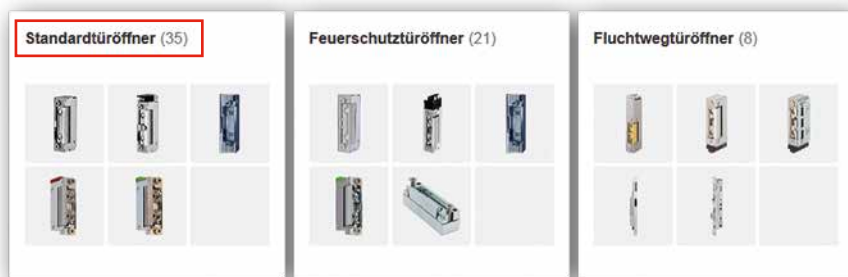 Standardtüröffner (35)
Feuerschutztüröffner (21)
Fluchtwegtüröffner (8)